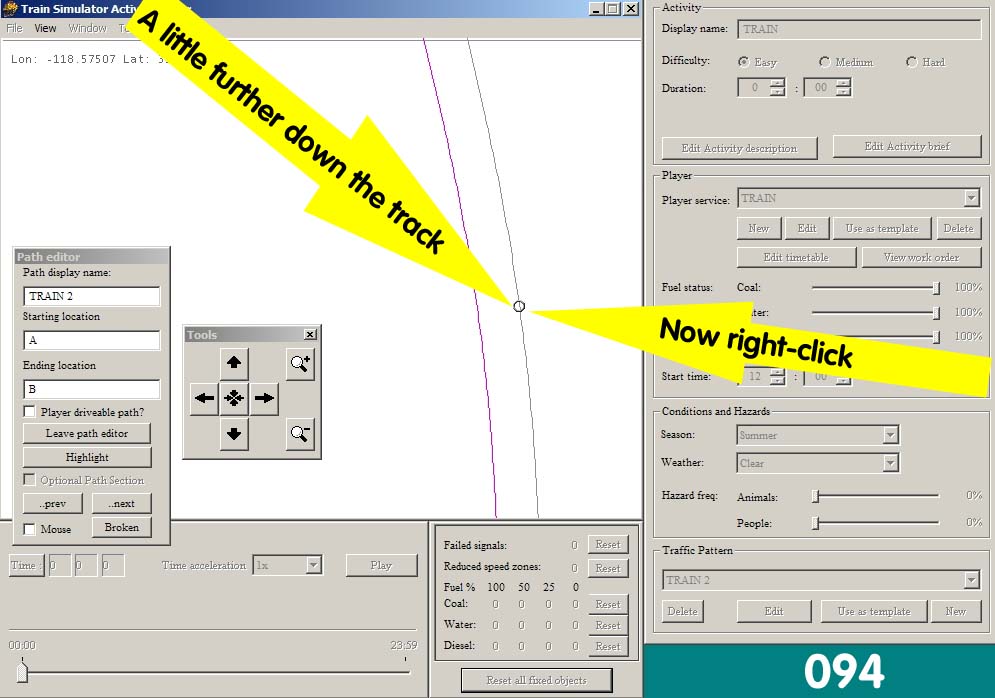 Train Simulator
File View Window
Lon: -118.57507 Lat:
A little further down the track
Now right-click
Path editor
Path display name:
TRAIN 2
Starting location
A
Ending location
B
Player driveable path?
Leave path editor
Highlight
Optional Path Section
..prev ..next
Mouse Broken
Tools
Time : 0 0 0 Time acceleration 1x Play
00:00 23:59
Failed signals: 0 Reset
Reduced speed zones: 0 Reset
Fuel % 100 50 25 0
Coal: 0 0 0 Reset
Water: 0 0 0 Reset
Diesel: 0 0 0 Reset
Reset all fixed objects
Activity
Display name: TRAIN
Difficulty: Easy Medium Hard
Duration: 0 : 00
Edit Activity description Edit Activity brief
Player
Player service: TRAIN
New Edit Use as template Delete
Edit timetable View work order
Fuel status: Coal: 100%
100%
100%
Start time: 12 : 00
Conditions and Hazards
Season: Summer
Weather: Clear
Hazard freq: Animals: 0%
People: 0%
Traffic Pattern
TRAIN 2
Delete Edit Use as template New
094